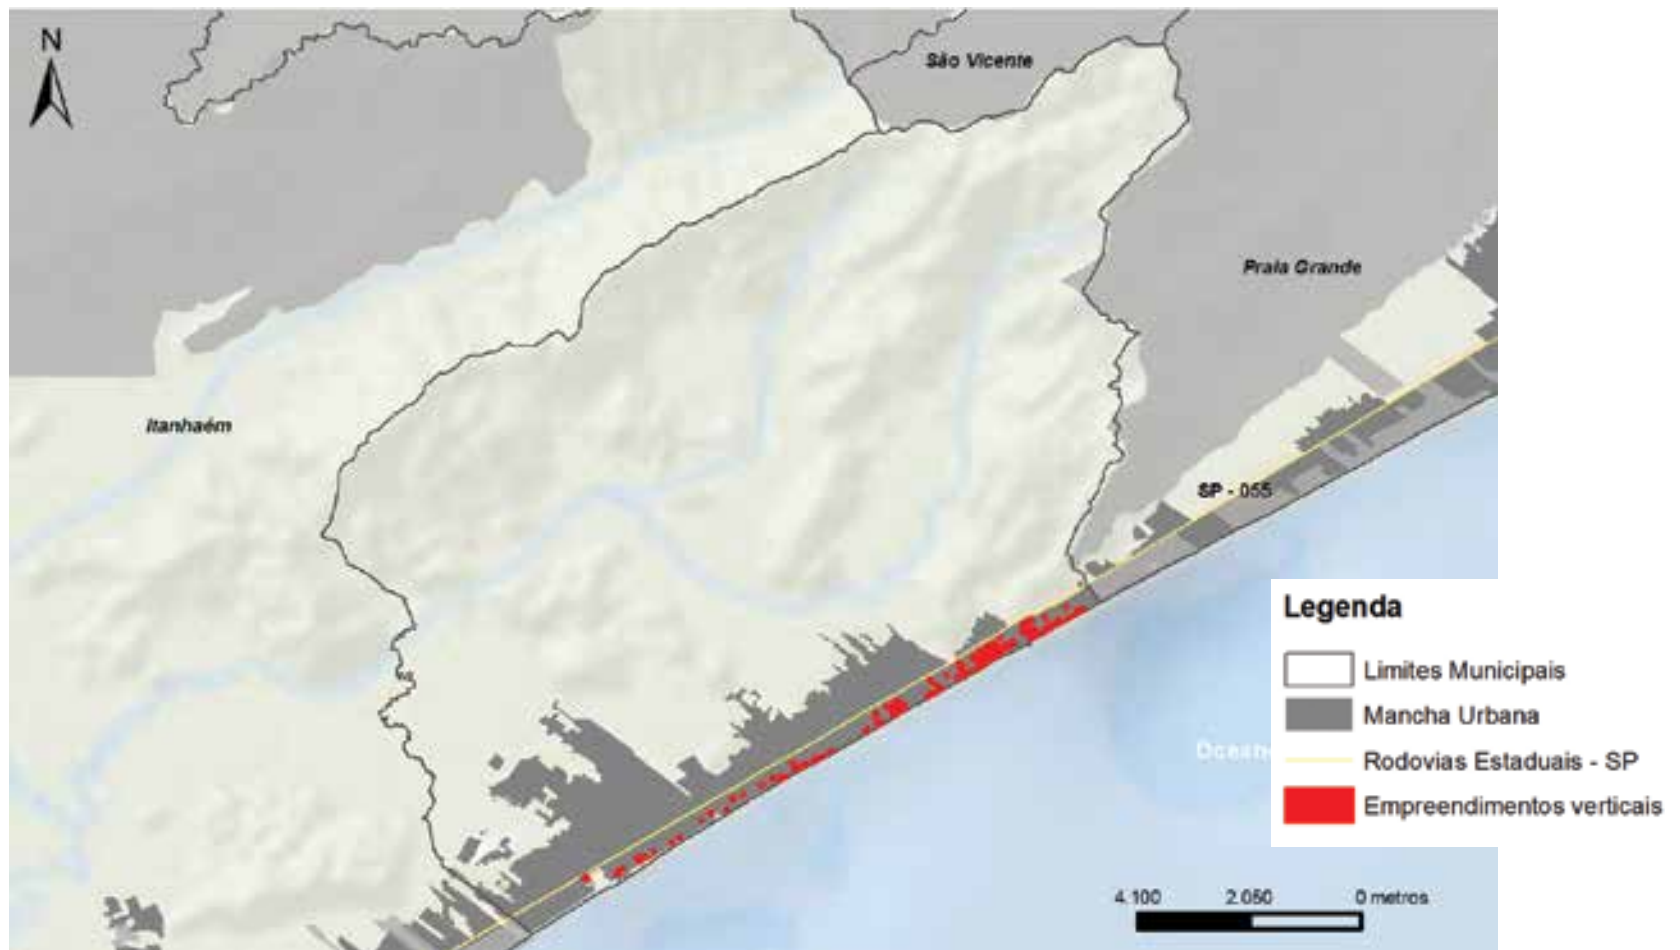 N
São Vicente
Praia Grande
Itanhaém
SP - 055
Legenda
Limites Municipais
Mancha Urbana
Ocean
Rodovias Estaduais - SP
Empreendimentos verticais
4.100 2.050 0 metros